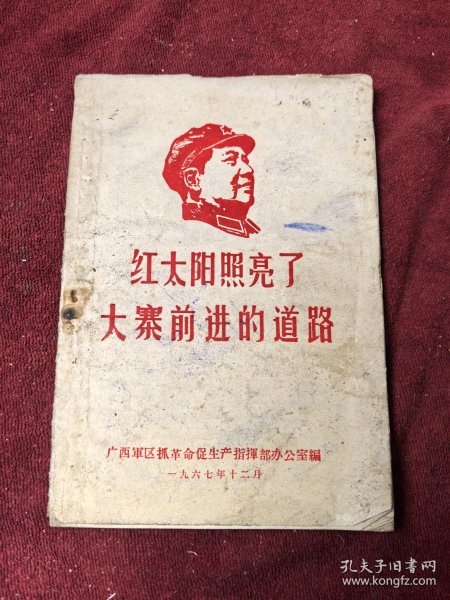 红太阳照亮了
大寨前进的道路
广西軍区抓革命促生产指揮部办公室編
一九六七年十二月
孔夫子旧书网
www.kongfz.com